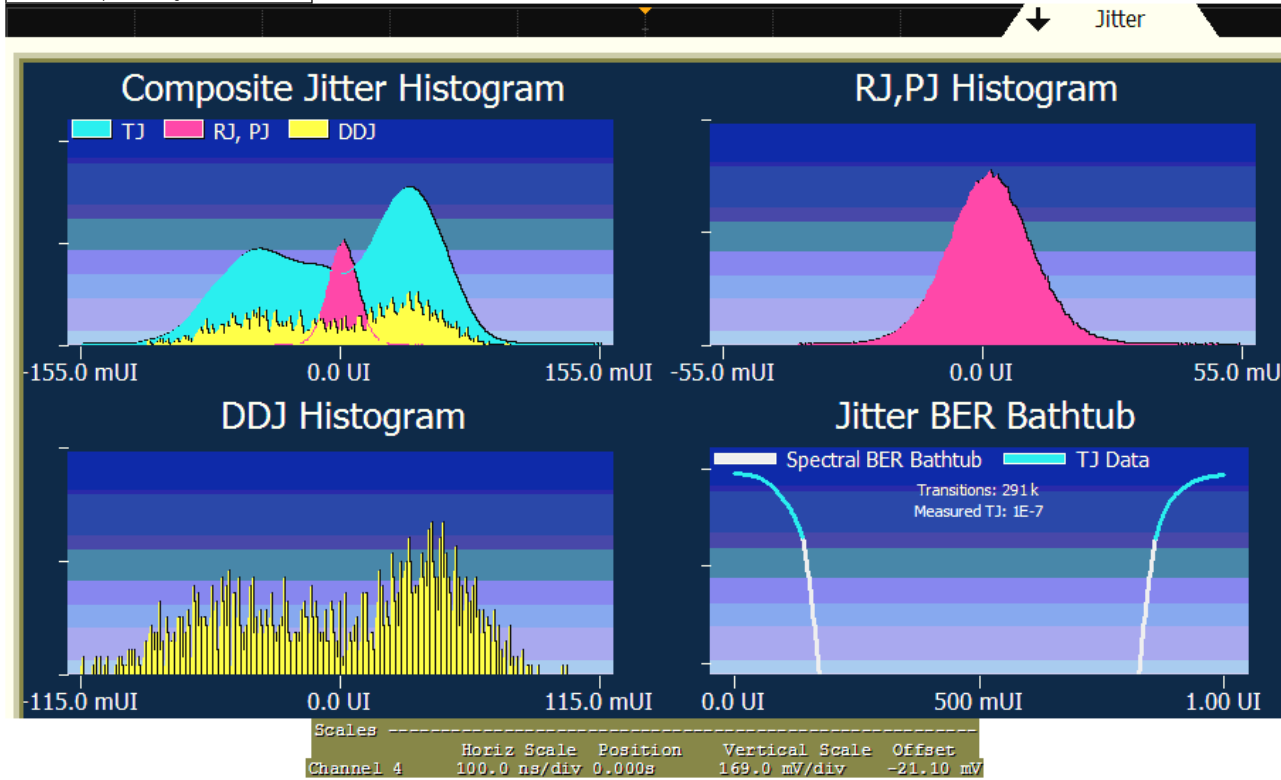 Jitter
Composite Jitter Histogram
TJ RJ, PJ DDJ
-155.0 mUI 0.0 UI 155.0 mUI
RJ,PJ Histogram
-55.0 mUI 0.0 UI 55.0 mU
DDJ Histogram
-115.0 mUI 0.0 UI 115.0 mUI
Jitter BER Bathtub
Spectral BER Bathtub TJ Data
Transitions: 291 k
Measured TJ: 1E-7
0.0 UI 500 mUI 1.00 UI
Scales
Horiz Scale Position Vertical Scale Offset
Channel 4 100.0 ns/div 0.000s 169.0 mV/div -21.10 mV